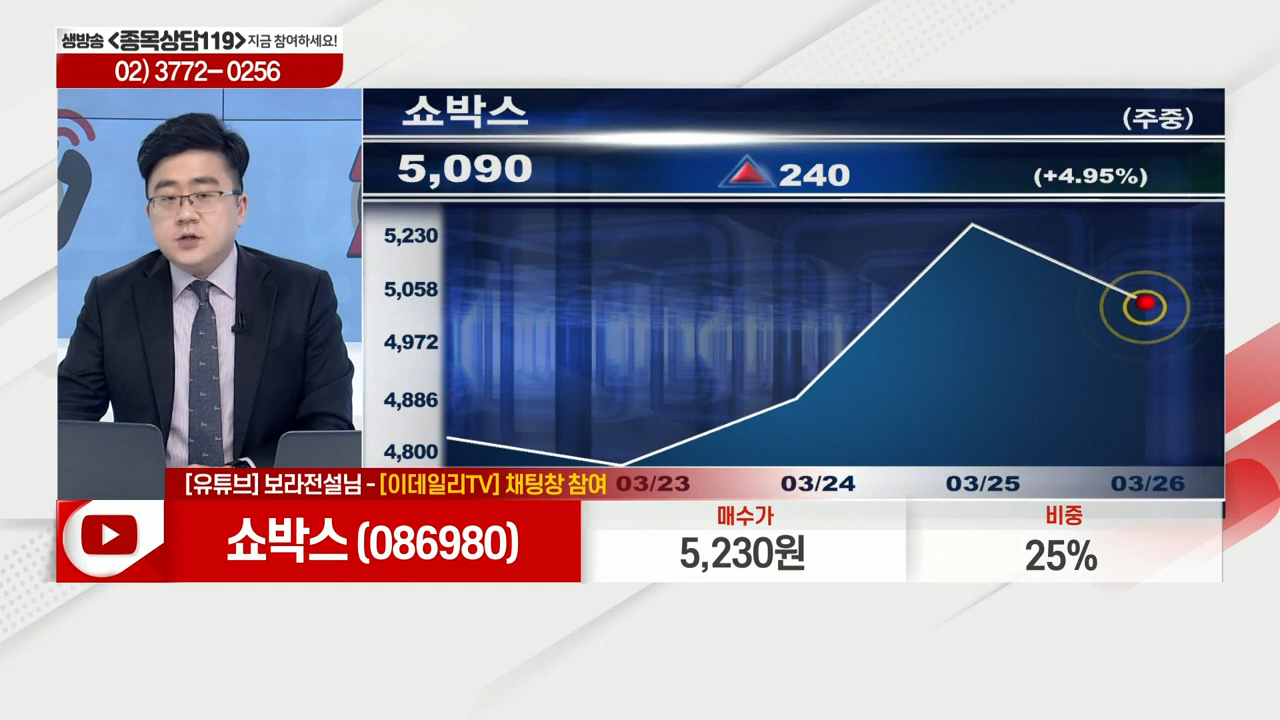 생방송 <종목상담119> 지금 참여하세요!
02) 3772-0256
쇼박스 (주중)
5,090 240 (+4.95%)
5,230
5,058
4,972
4,886
4,800
03/23 03/24 03/25 03/26
[유튜브] 보라전설님 - [이데일리TV] 채팅창 참여
쇼박스 (086980)
매수가
5,230원
비중
25%